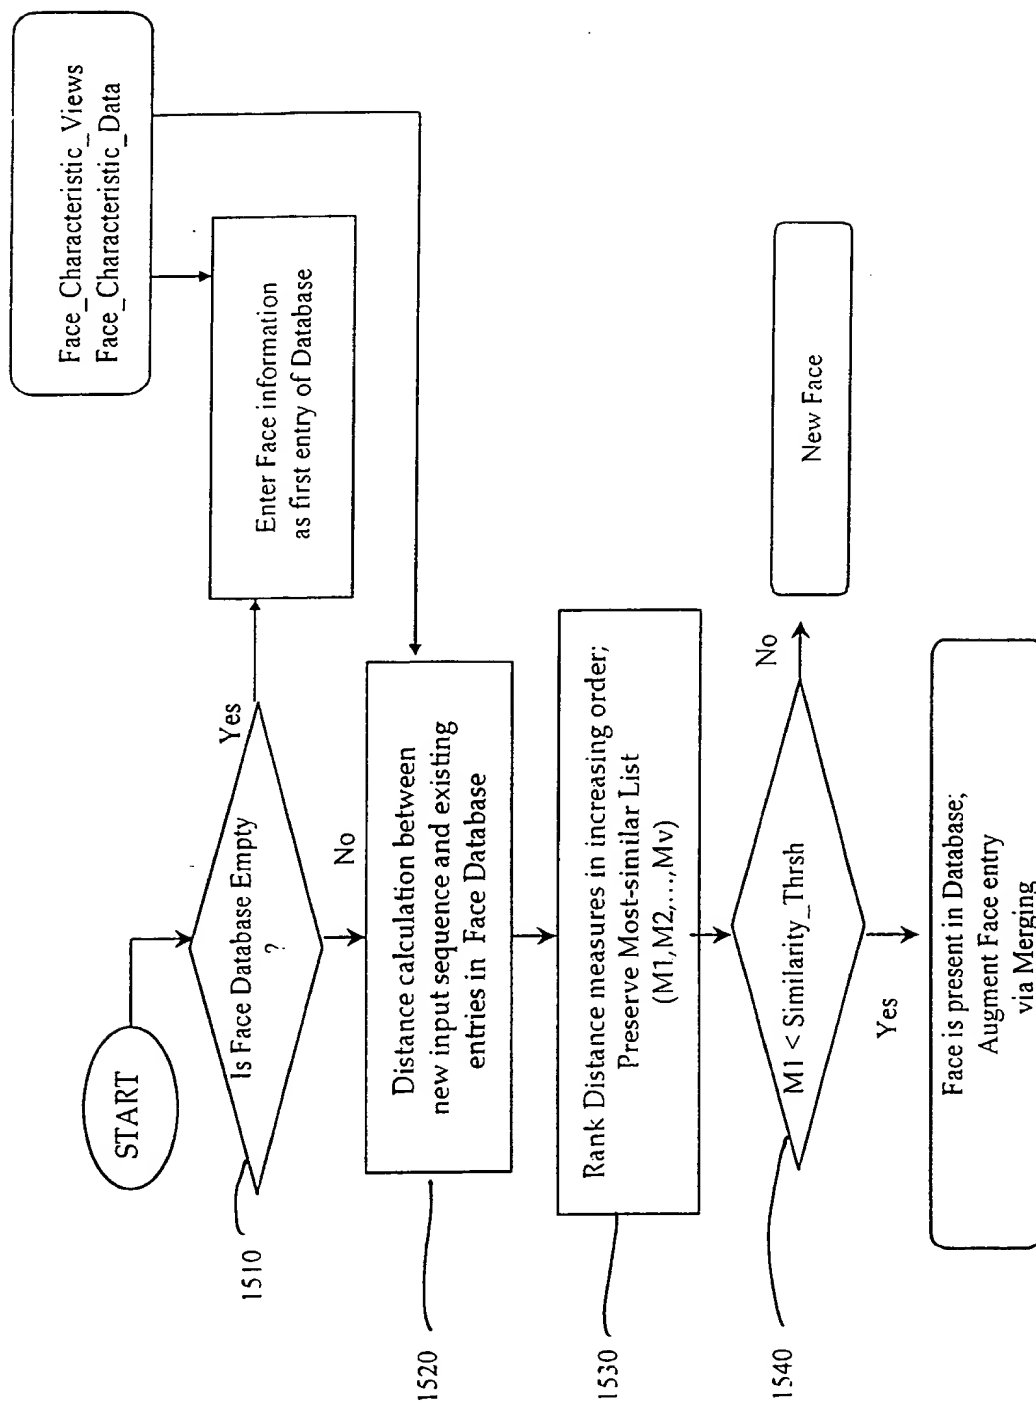 START
Face_Characteristic_Views
Face_Characteristic_Data
1510
Is Face Database Empty
?
Yes
Enter Face information
as first entry of Database
No
1520
Distance calculation between
new input sequence and existing
entries in Face Database
1530
Rank Distance measures in increasing order;
Preserve Most-similar List
(M1,M2,...,Mv)
1540
M1 < Similarity_Thrsh
No
New Face
Yes
Face is present in Database;
Augment Face entry
via Merging